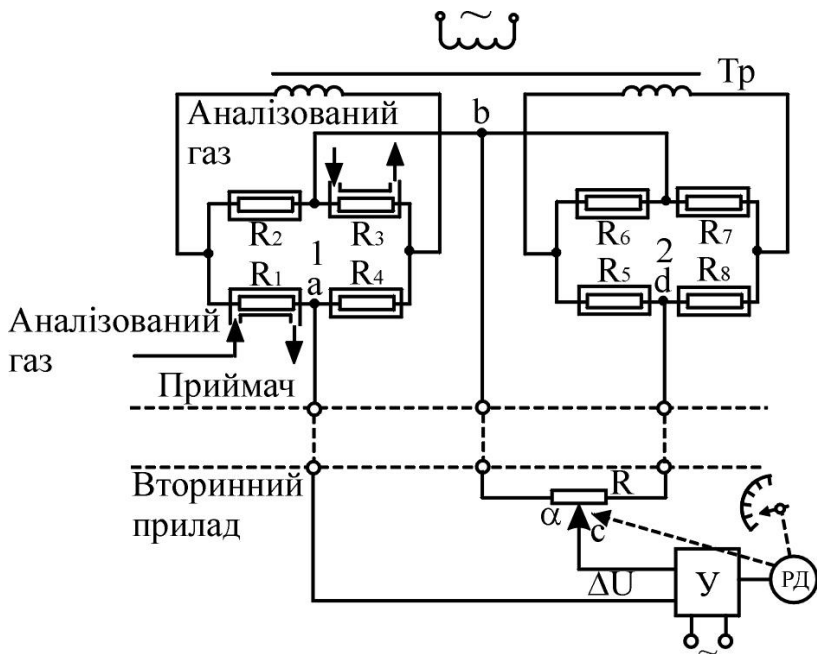 ~
Тр
Аналізований
газ
b
R2
R3
R6
R7
1
2
R1
a
R4
R5
d
R8
Аналізований
газ
Приймач
Вторинний
прилад
R
α
c
ΔU
У
РД
~